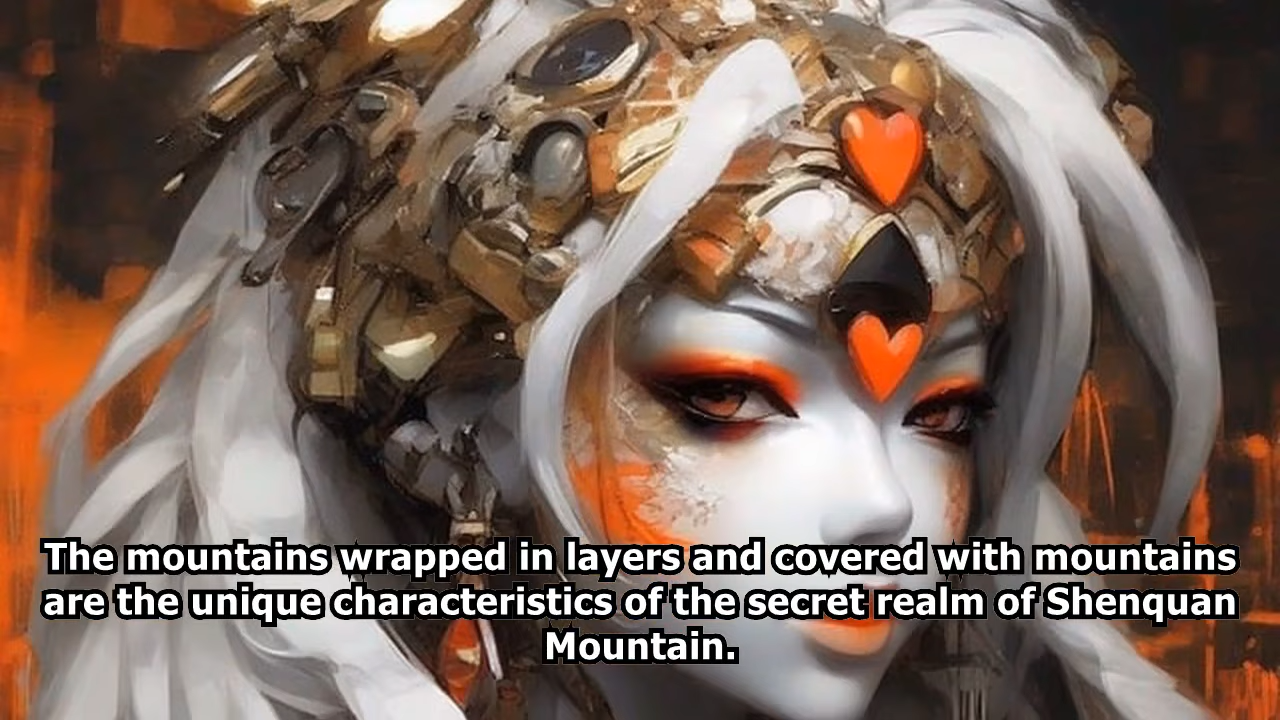 The mountains wrapped in layers and covered with mountains
are the unique characteristics of the secret realm of Shenquan
Mountain.